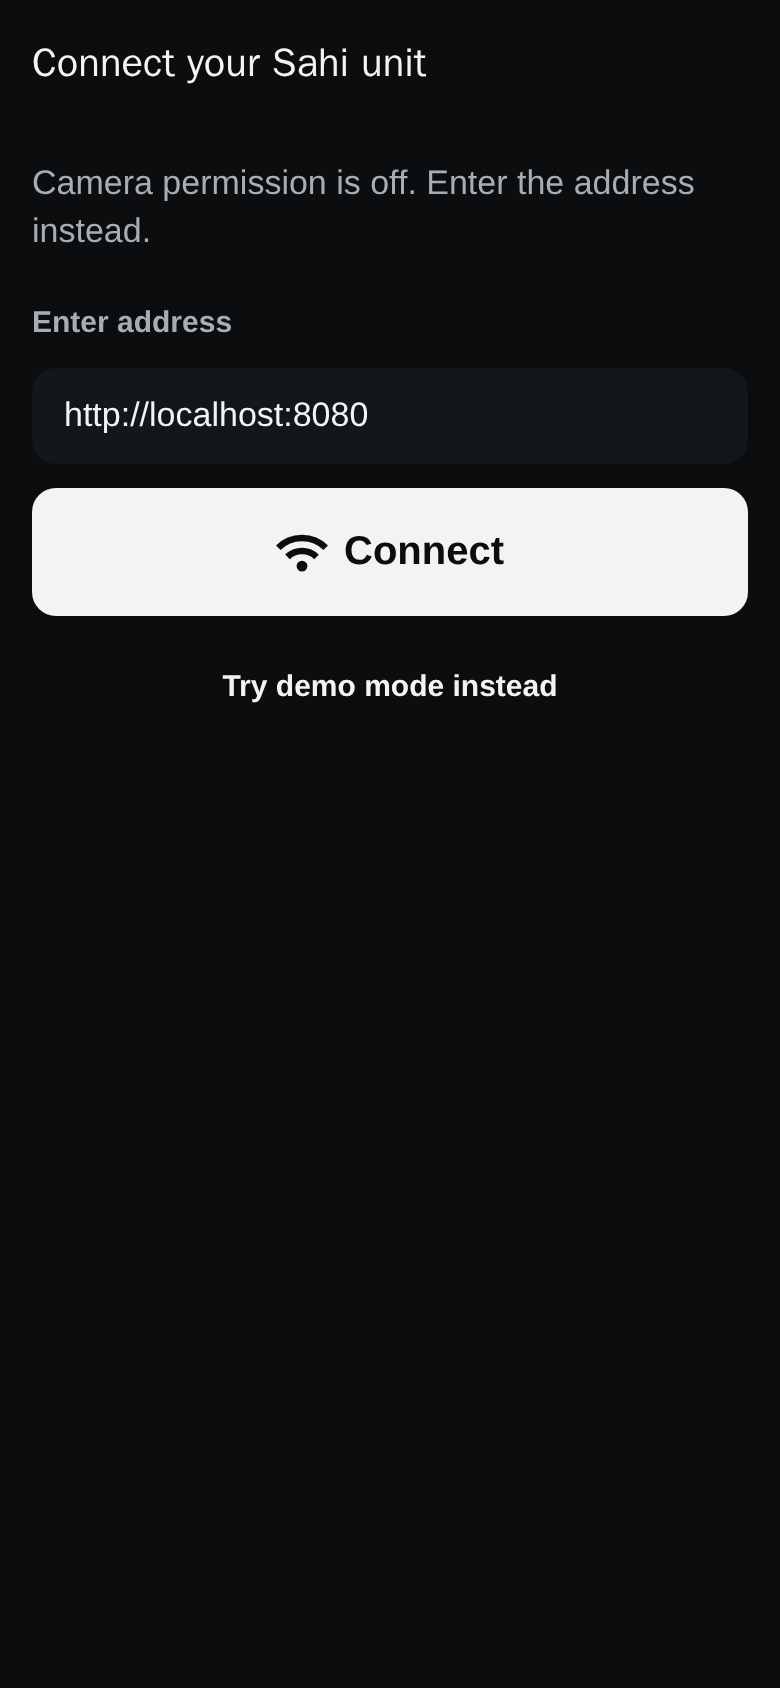 Connect your Sahi unit
Camera permission is off. Enter the address
instead.
Enter address
http://localhost:8080
Connect
Try demo mode instead